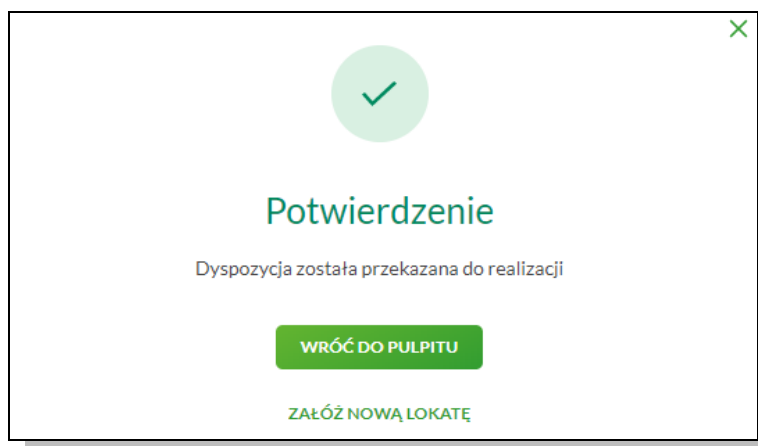 Potwierdzenie
Dyspozycja została przekazana do realizacji
WRÓĆ DO PULPITU
ZAŁÓŻ NOWĄ LOKATĘ